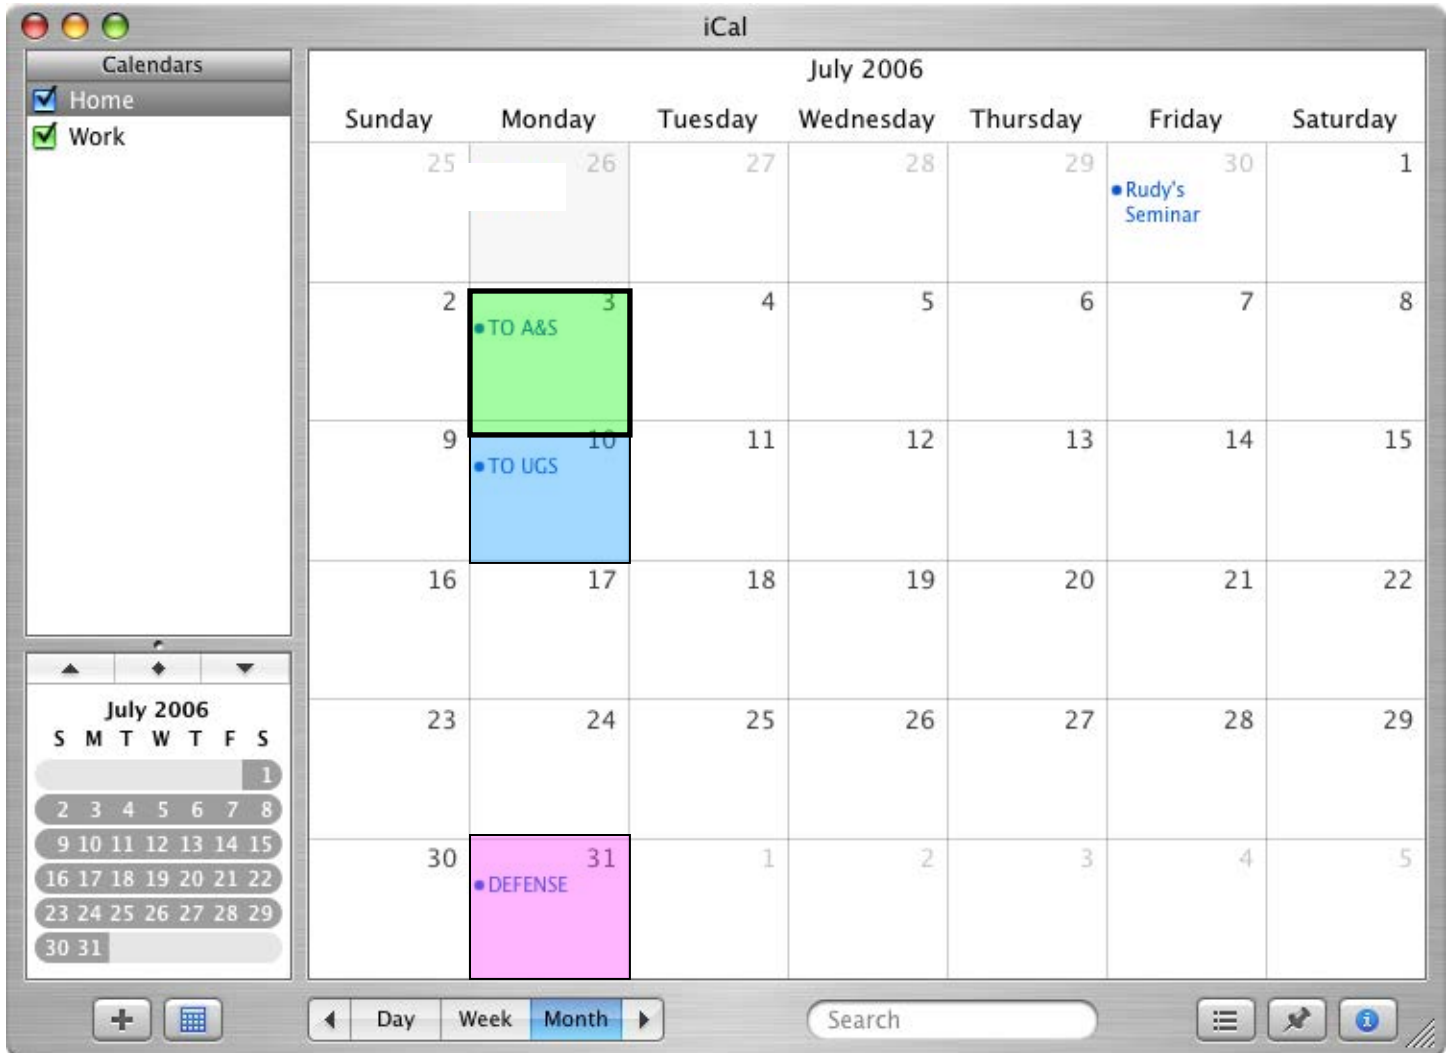 iCal
Calendars
Home
Work
July 2006
Sunday Monday Tuesday Wednesday Thursday Friday Saturday
25 26 27 28 29 30 1
Rudy's
Seminar
2 3 4 5 6 7 8
TO A&S
9 10 11 12 13 14 15
TO UGS
16 17 18 19 20 21 22
23 24 25 26 27 28 29
30 31 1 2 3 4 5
DEFENSE
July 2006
S M T W T F S
1
2 3 4 5 6 7 8
9 10 11 12 13 14 15
16 17 18 19 20 21 22
23 24 25 26 27 28 29
30 31
Day Week Month
Search